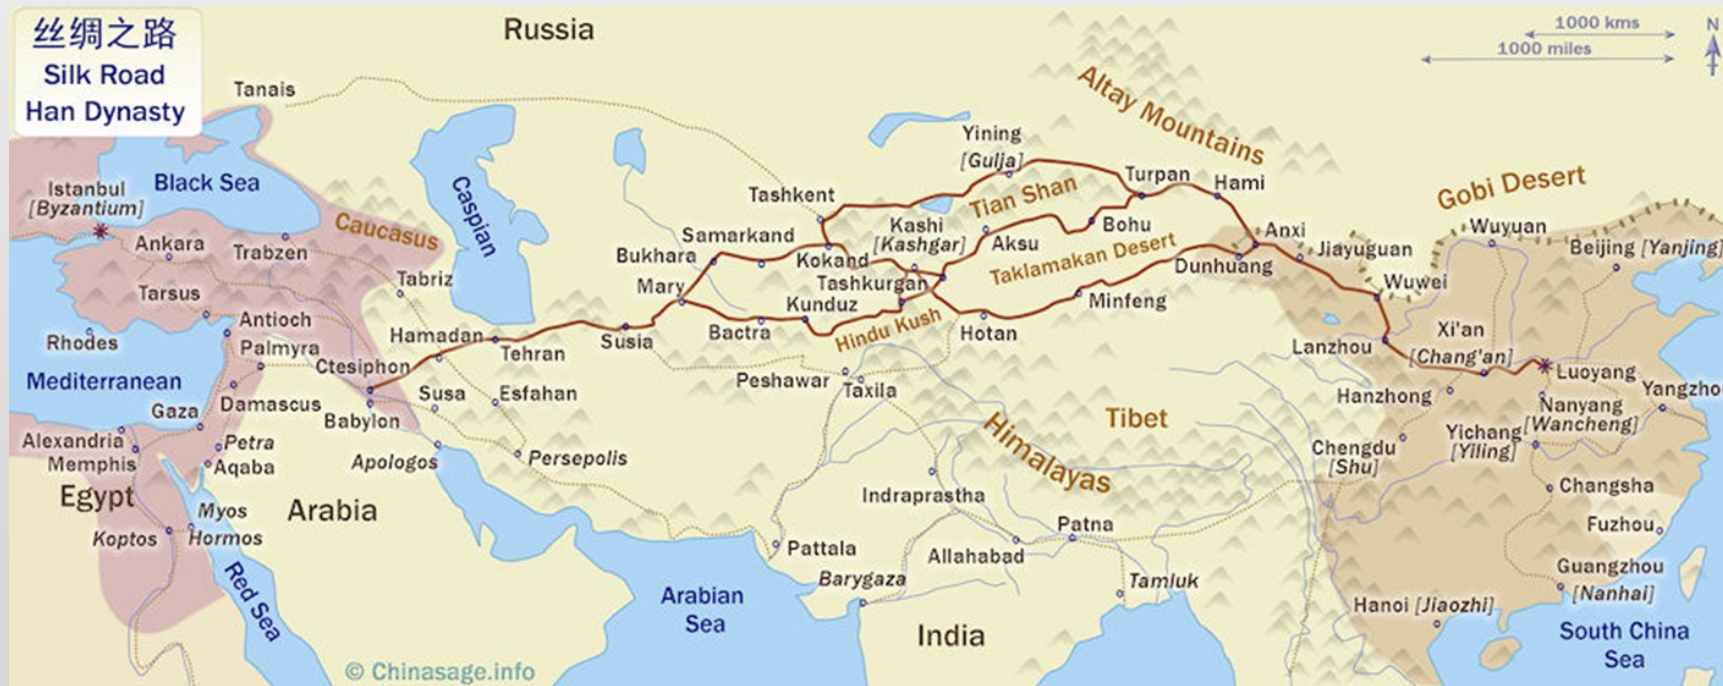 丝绸之路
Silk Road
Han Dynasty
Russia
1000 kms
1000 miles
N
Tanais
Altay Mountains
Yining
[Gulja]
Black Sea
Istanbul
[Byzantium]
Caspian
Tashkent
Tian Shan
Turpan
Hami
Gobi Desert
Caucasus
Ankara
Trabzen
Samarkand
Kashi
[Kashgar]
Aksu
Bohu
Anxi
Wuyuan
Jiayuguan
Beijing [Yanjing]
Bukhara
Kokand
Taklamakan Desert
Dunhuang
Tabriz
Tarsus
Mary
Tashkurgan
Kunduz
Minfeng
Wuwei
Antioch
Rhodes
Hamadan
Tehran
Susia
Bactra
Hindu Kush
Hotan
Xi'an
[Chang'an]
Lanzhou
Palmyra
Ctesiphon
Mediterranean
Peshawar
Taxila
Luoyang
Yangzho
Susa
Esfahan
Hanzhong
Gaza
Damascus
Babylon
Himalayas
Tibet
Nanyang
[Wancheng]
Yichang
[Yiling]
Chengdu
[Shu]
Alexandria
Memphis
Petra
Aqaba
Apologos
Persepolis
Egypt
Arabia
Indraprastha
Changsha
Myos
Hormos
Koptos
Patna
Fuzhou
Pattala
Allahabad
Barygaza
Tamluk
Guangzhou
[Nanhai]
Red Sea
Arabian
Sea
Hanoi [Jiaozhi]
India
South China
Sea
© Chinasage.info